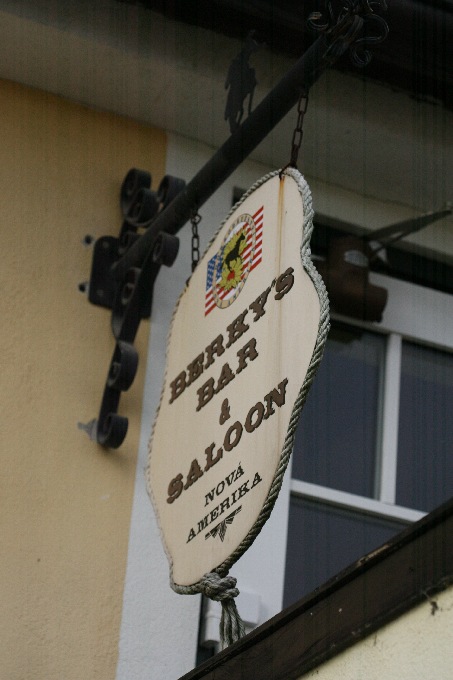 BERKY'S
BAR
&
SALOON
NOVÁ
AMERIKA